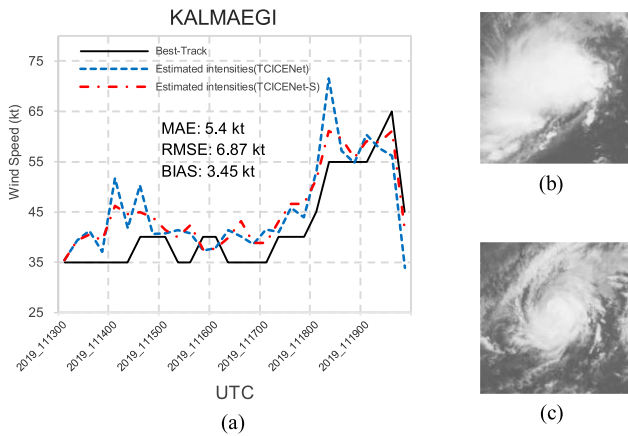 KALMAEGI
75
65
55
45
35
25
Wind Speed (kt)
Best-Track
Estimated intensities(TCICENet)
Estimated intensities(TCICENet-S)
MAE: 5.4 kt
RMSE: 6.87 kt
BIAS: 3.45 kt
2019_111300
2019_111400
2019_111500
2019_111600
2019_111700
2019_111800
2019_111900
UTC
(a)
(b)
(c)